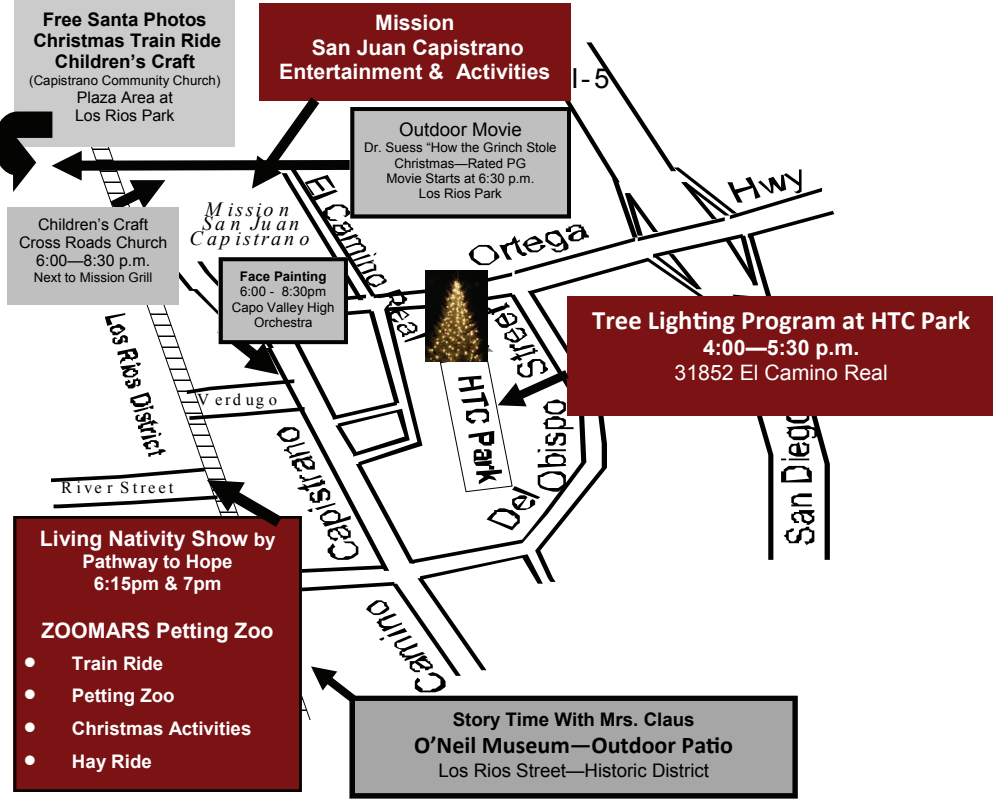 Free Santa Photos
Christmas Train Ride
Children’s Craft
(Capistrano Community Church)
Plaza Area at
Los Rios Park
Mission
San Juan Capistrano
Entertainment & Activities
I-5
Outdoor Movie
Dr. Suess “How the Grinch Stole
Christmas—Rated PG
Movie Starts at 6:30 p.m.
Los Rios Park
Hwy
Ortega
El Camino Real
Mission
San Juan
Capistrano
Children’s Craft
Cross Roads Church
6:00—8:30 p.m.
Next to Mission Grill
Face Painting
6:00 - 8:30pm
Capo Valley High
Orchestra
Tree Lighting Program at HTC Park
4:00—5:30 p.m.
31852 El Camino Real
Los Rios District
Verdugo
River Street
HTC Park
Street
Obispo
Del
San Diego
Capistrano
Camino
Living Nativity Show by
Pathway to Hope
6:15pm & 7pm
ZOOMARS Petting Zoo
• Train Ride
• Petting Zoo
• Christmas Activities
• Hay Ride
Story Time With Mrs. Claus
O’Neil Museum—Outdoor Patio
Los Rios Street—Historic District